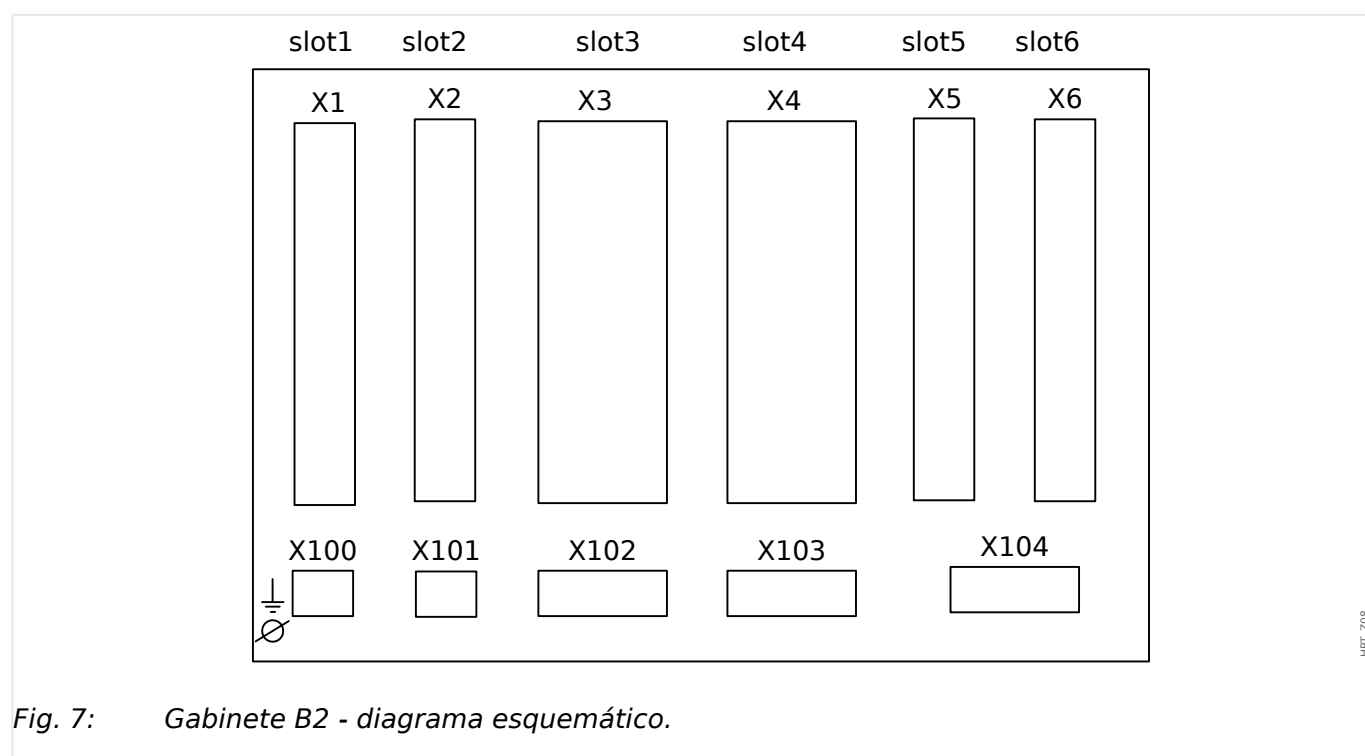 slot1 slot2 slot3 slot4 slot5 slot6
X1 X2 X3 X4 X5 X6
X100 X101 X102 X103 X104
Fig. 7: Gabinete B2 - diagrama esquemático.